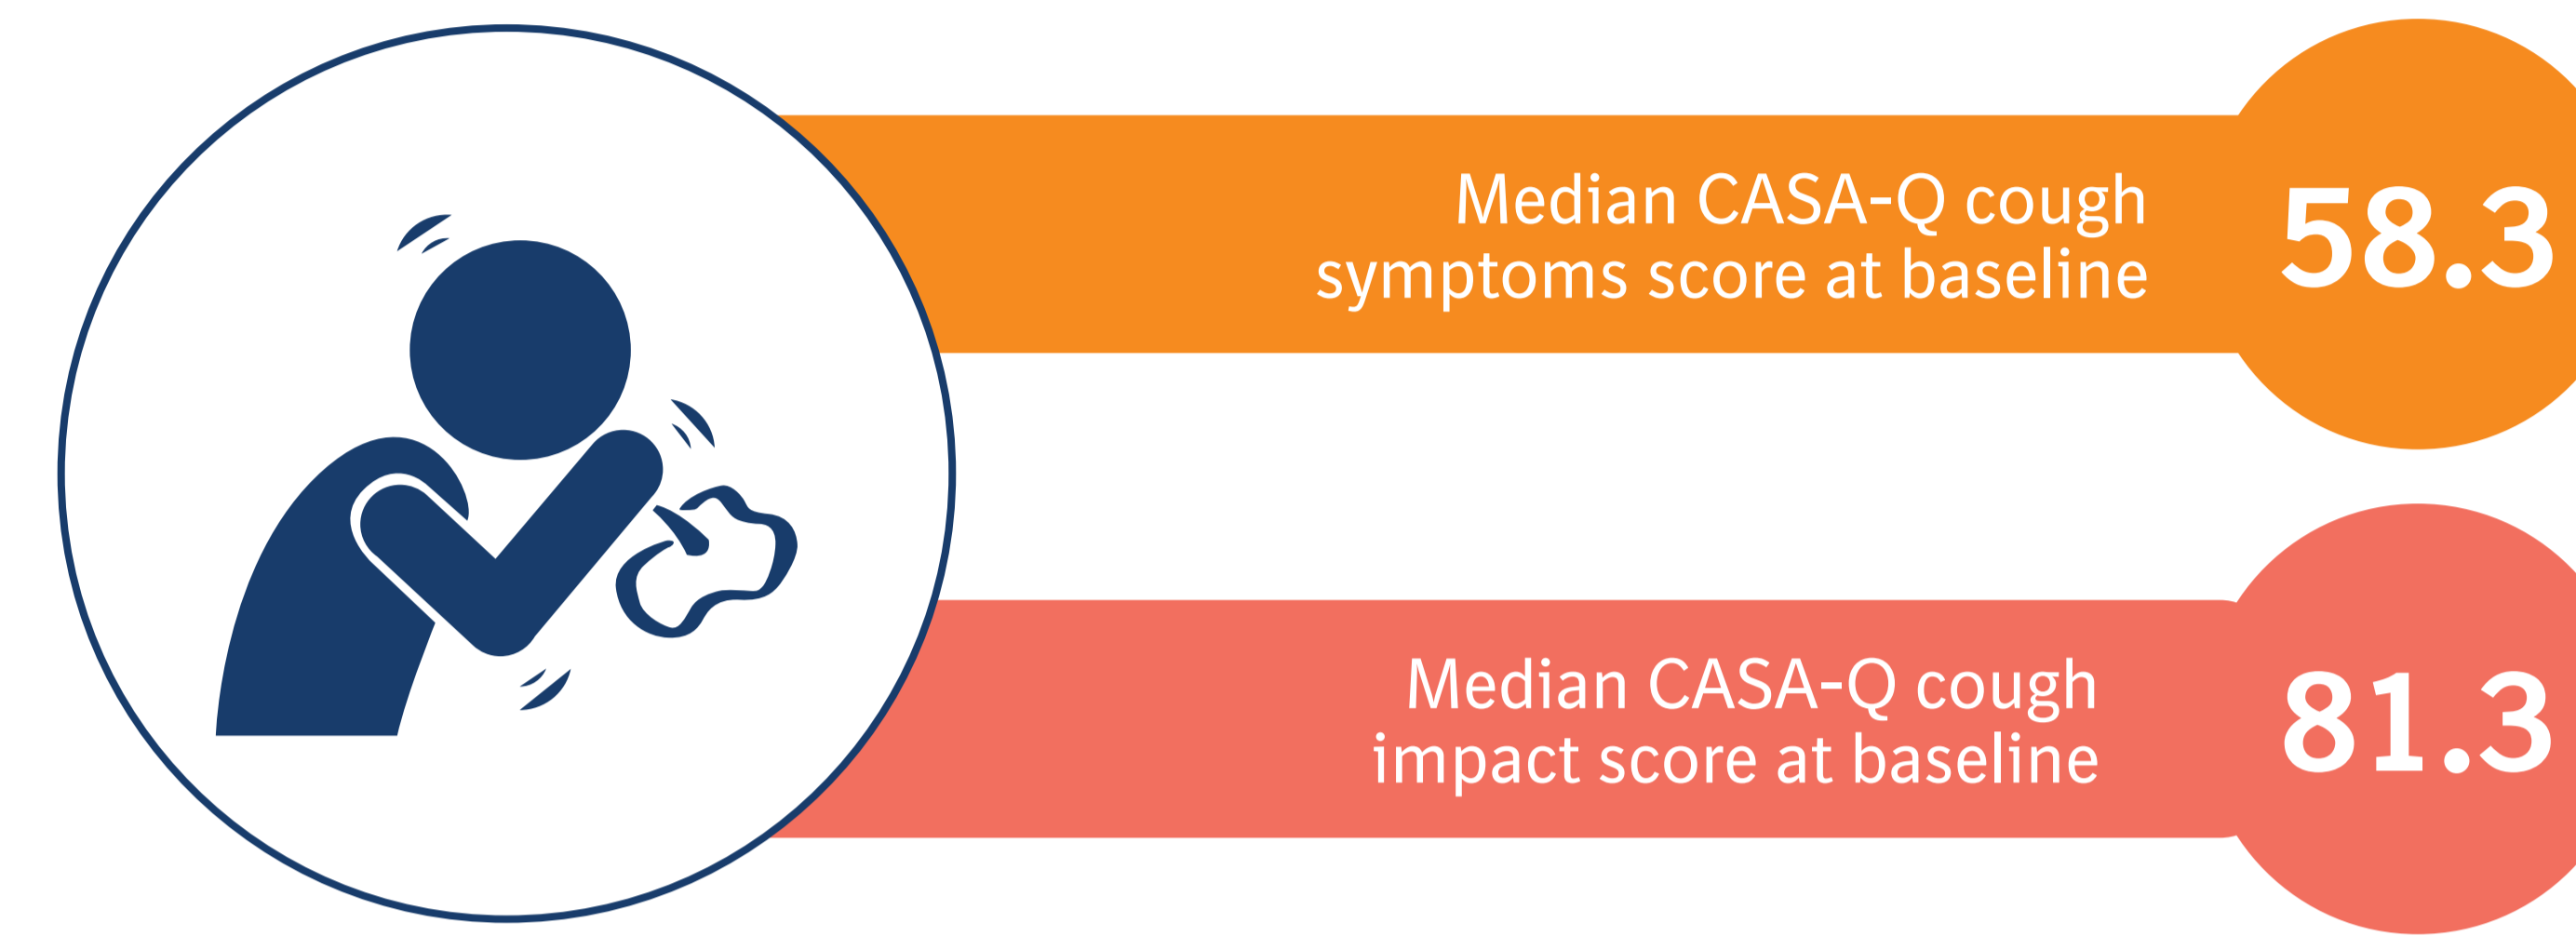 Median CASA-Q cough
symptoms score at baseline
58.3
Median CASA-Q cough
impact score at baseline
81.3